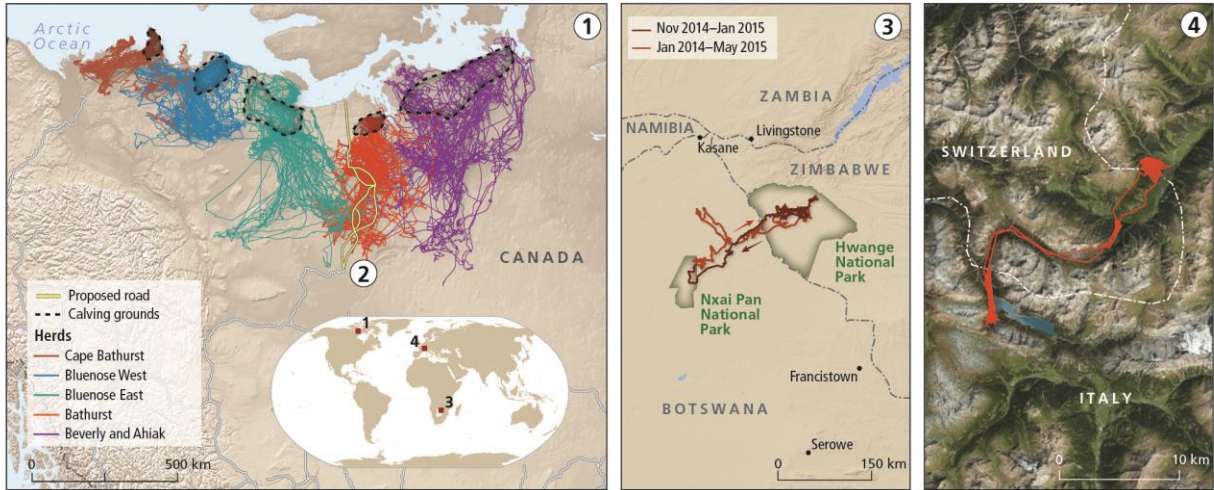 Arctic
Ocean
1
CANADA
2
Proposed road
Calving grounds
Herds
Cape Bathurst
Bluenose West
Bluenose East
Bathurst
Beverly and Ahiak
0
500 km
1
4
3
3
Nov 2014–Jan 2015
Jan 2014–May 2015
ZAMBIA
NAMIBIA
Livingstone
Kasane
ZIMBABWE
Hwange
National
Park
Nxai Pan
National
Park
Francistown
BOTSWANA
Serowe
0
150 km
4
SWITZERLAND
ITALY
0
10 km